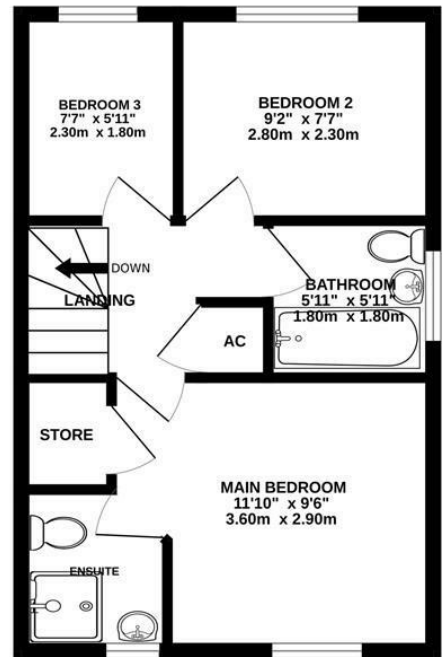 BEDROOM 3
7'7" x 5'11"
2.30m x 1.80m
BEDROOM 2
9'2" x 7'7"
2.80m x 2.30m
DOWN
LANDING
BATHROOM
5'11" x 5'11"
1.80m x 1.80m
AC
STORE
MAIN BEDROOM
11'10" x 9'6"
3.60m x 2.90m
ENSUITE